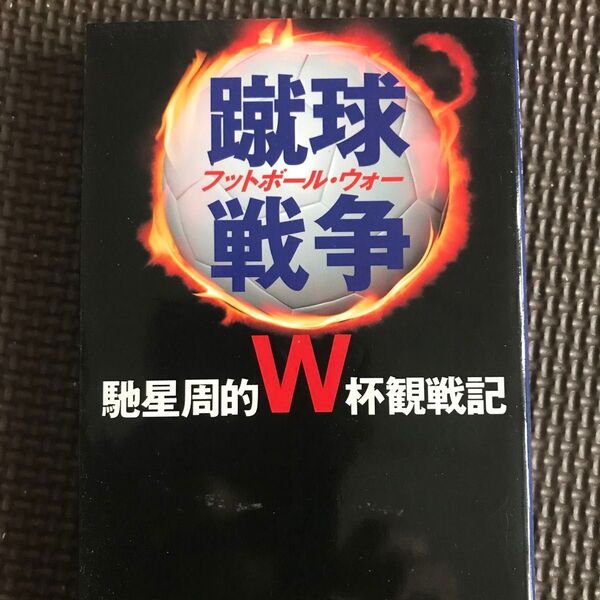 蹴球
フットボール・ウォー
戦争
馳星周的W杯観戦記